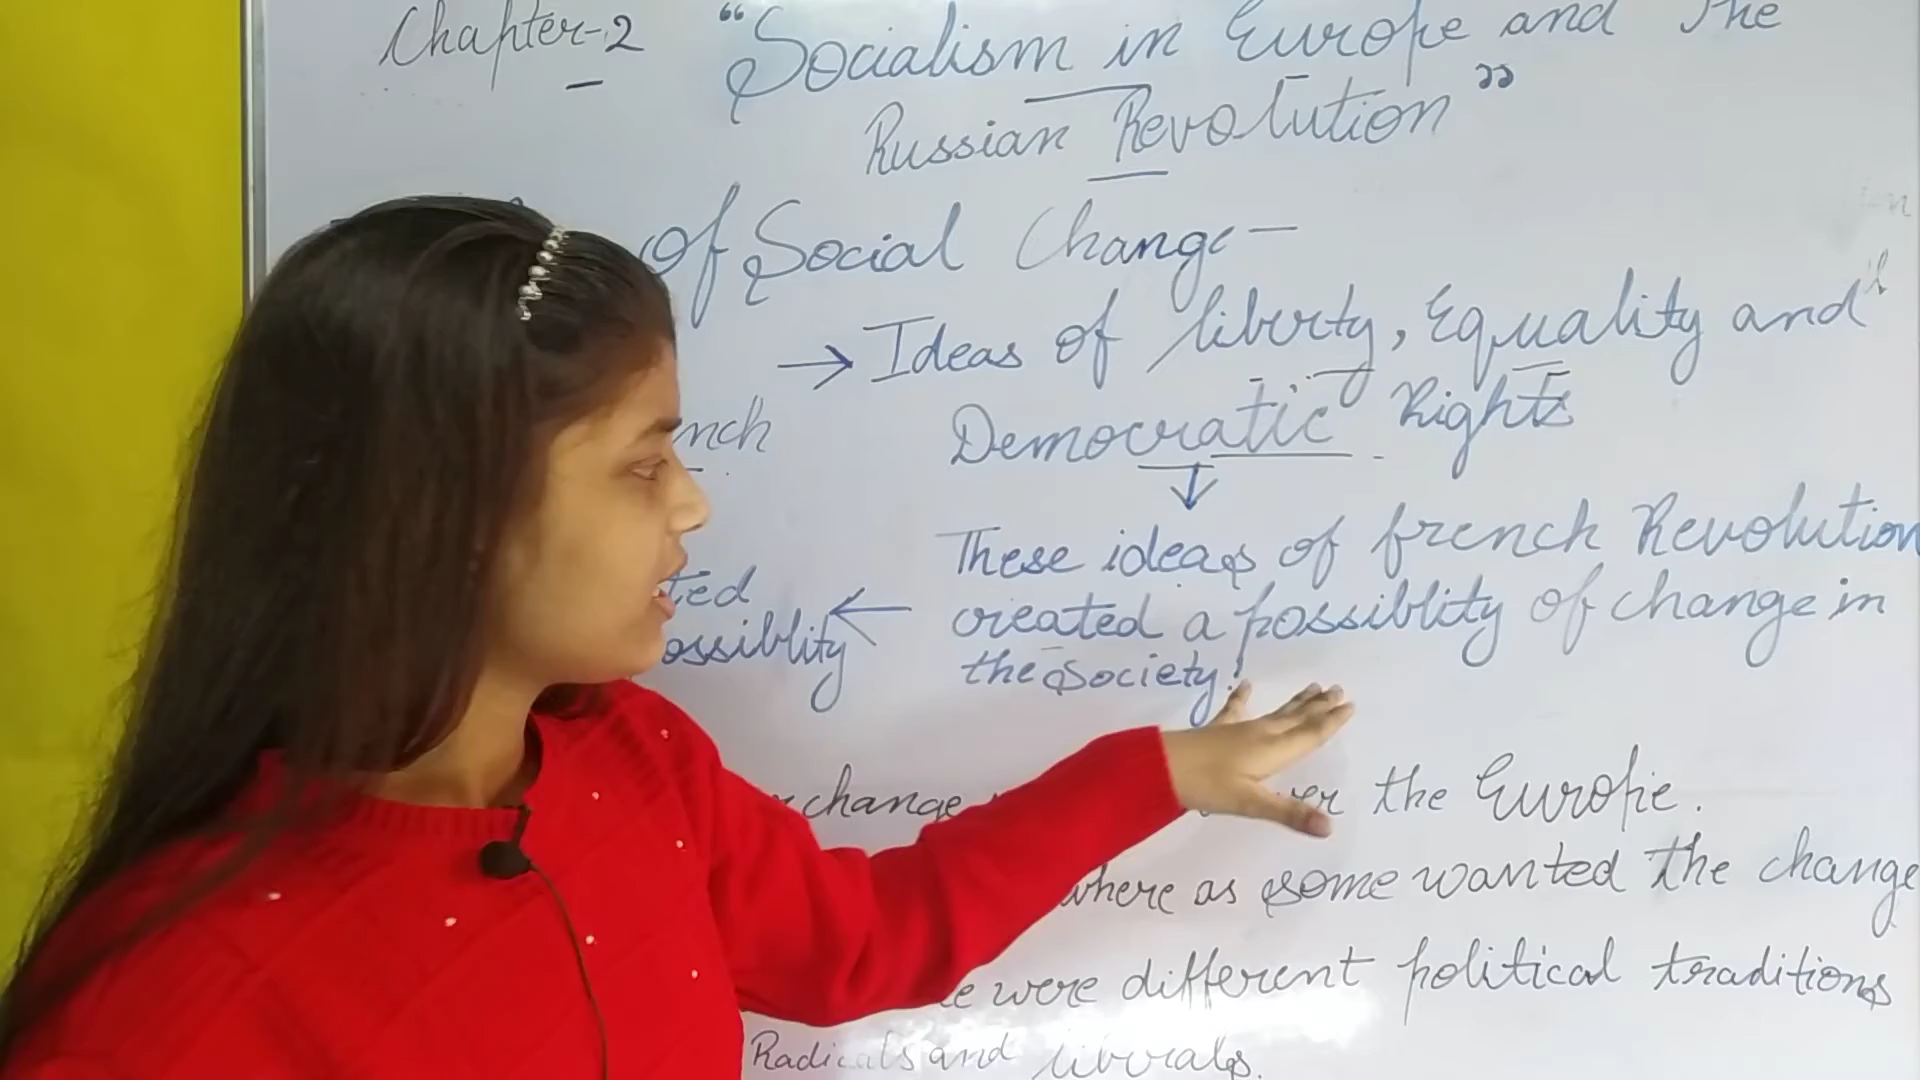 Chapter-2 "Socialism in Europe and The
Russian Revolution"
of Social Change-
→ Ideas of liberty, Equality and
Democratic Rights
nch
↓
These ideas of french Revolution
created a possiblity of change in
the society!
ted
ossiblity ←
change the Europe.
where as some wanted the change
were different political traditions
Radicals and liberals.